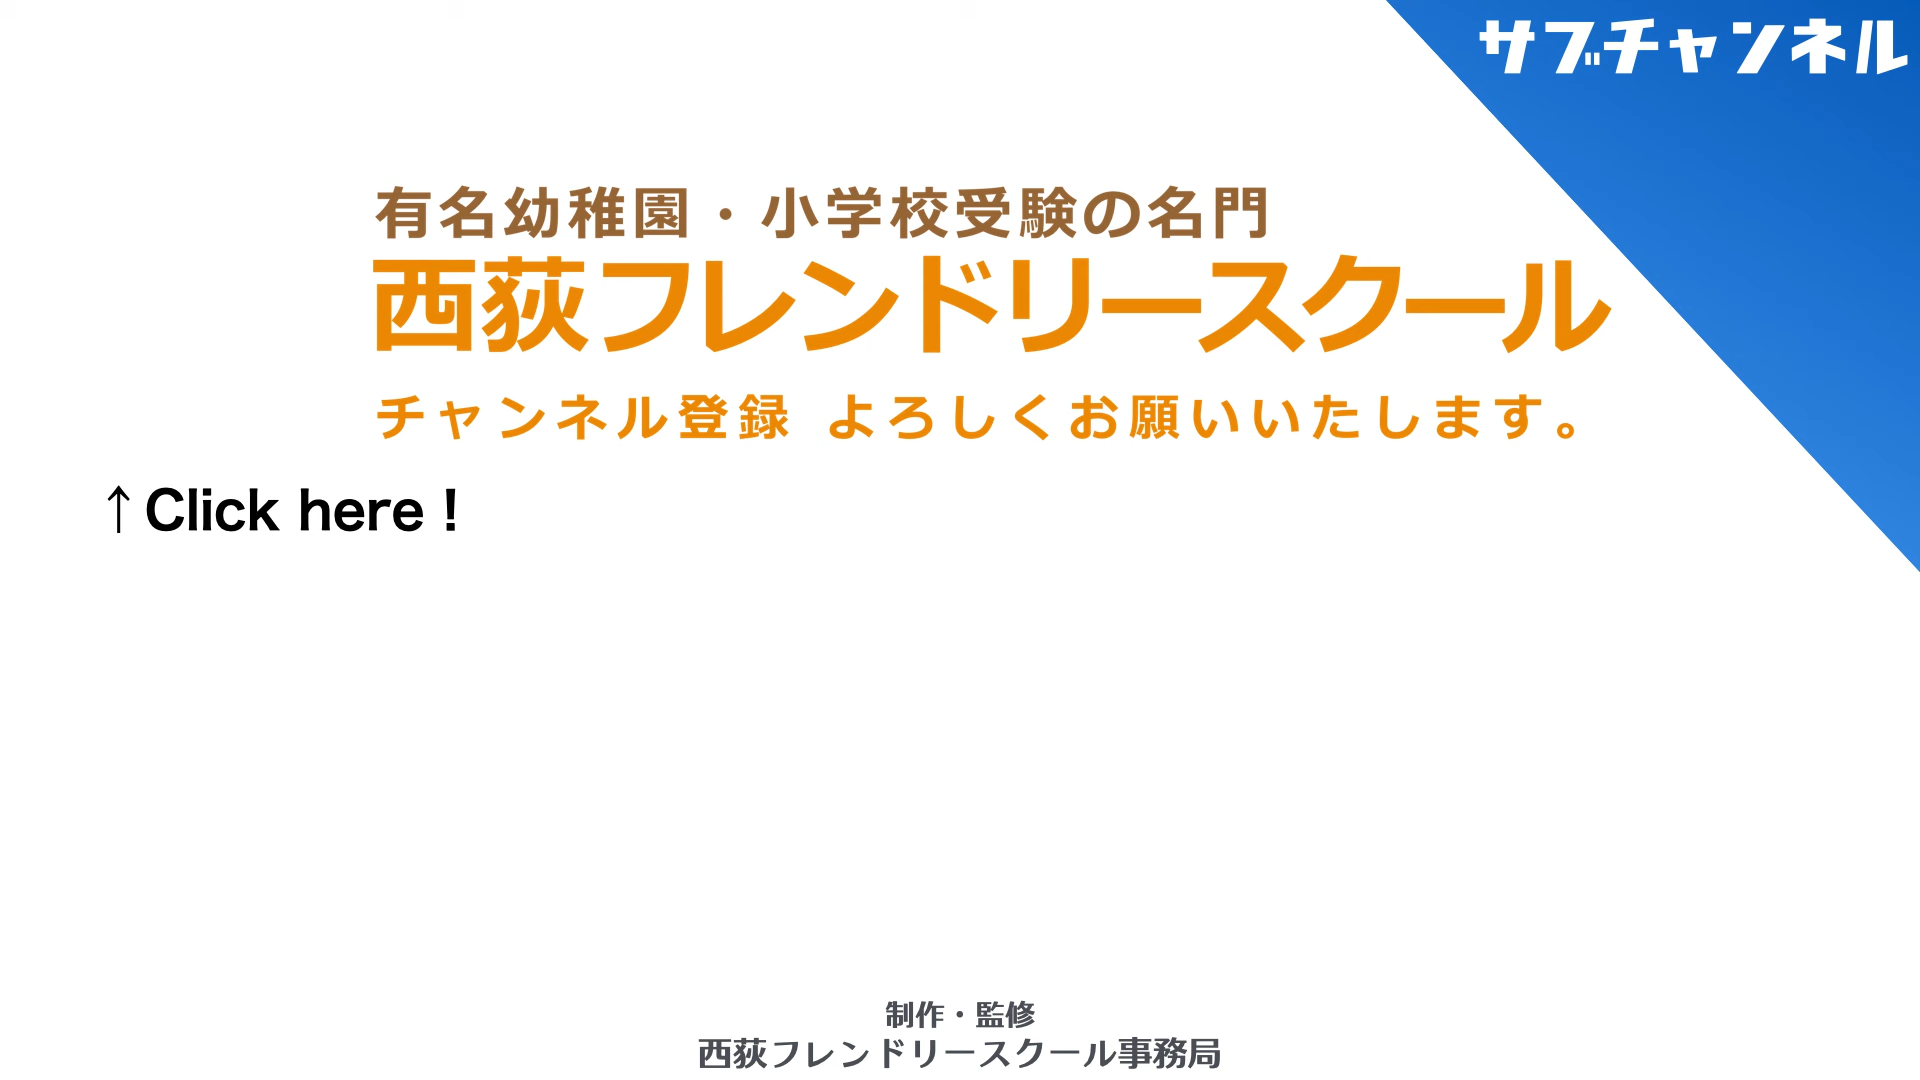 サブチャンネル
有名幼稚園・小学校受験の名門
西荻フレンドリースクール
チャンネル登録 よろしくお願いいたします。
↑Click here !
制作・監修
西荻フレンドリースクール事務局